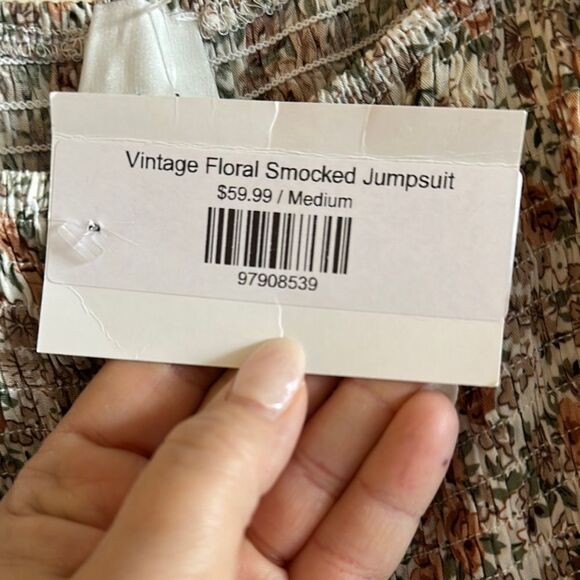 Vintage Floral Smocked Jumpsuit
$59.99 / Medium
97908539